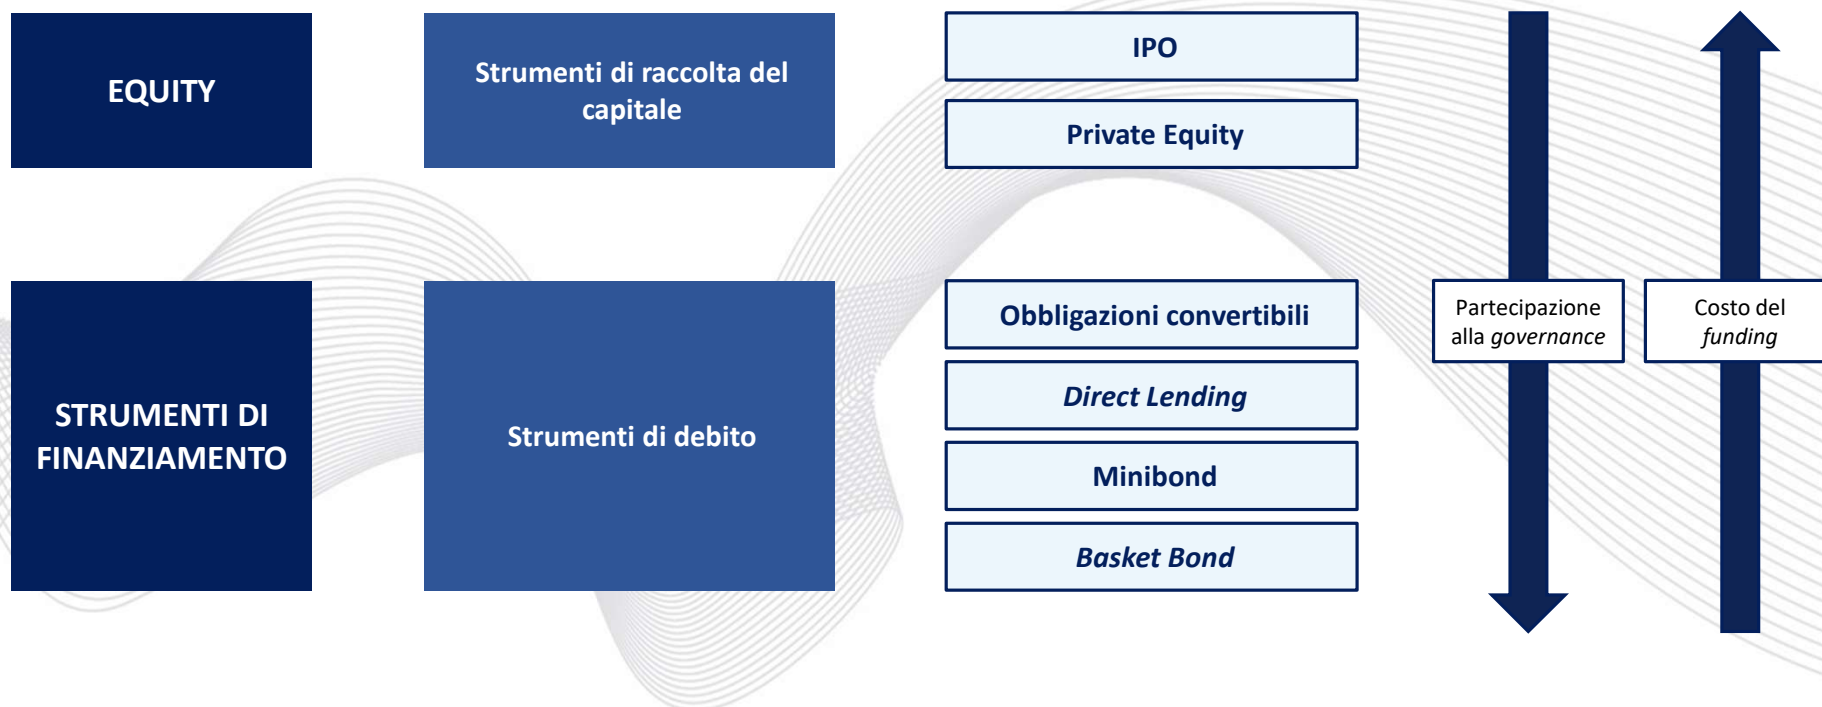 EQUITY
Strumenti di raccolta del
capitale
IPO
Private Equity
STRUMENTI DI
FINANZIAMENTO
Strumenti di debito
Obbligazioni convertibili
Direct Lending
Minibond
Basket Bond
Partecipazione
alla governance
Costo del
funding